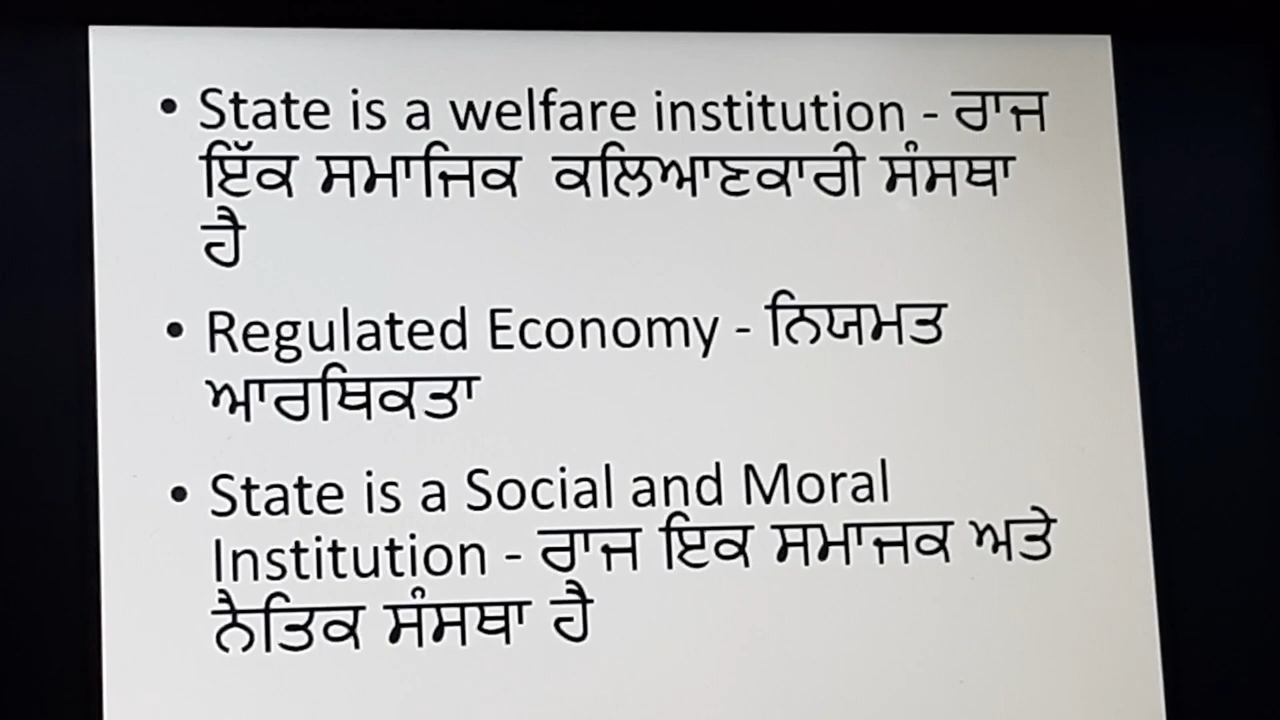 • State is a welfare institution - ਰਾਜ
ਇੱਕ ਸਮਾਜਿਕ ਕਲਿਆਣਕਾਰੀ ਸੰਸਥਾ
ਹੈ
• Regulated Economy - ਨਿਯਮਤ
ਆਰਥਿਕਤਾ
• State is a Social and Moral
Institution - ਰਾਜ ਇਕ ਸਮਾਜਕ ਅਤੇ
ਨੈਤਿਕ ਸੰਸਥਾ ਹੈ